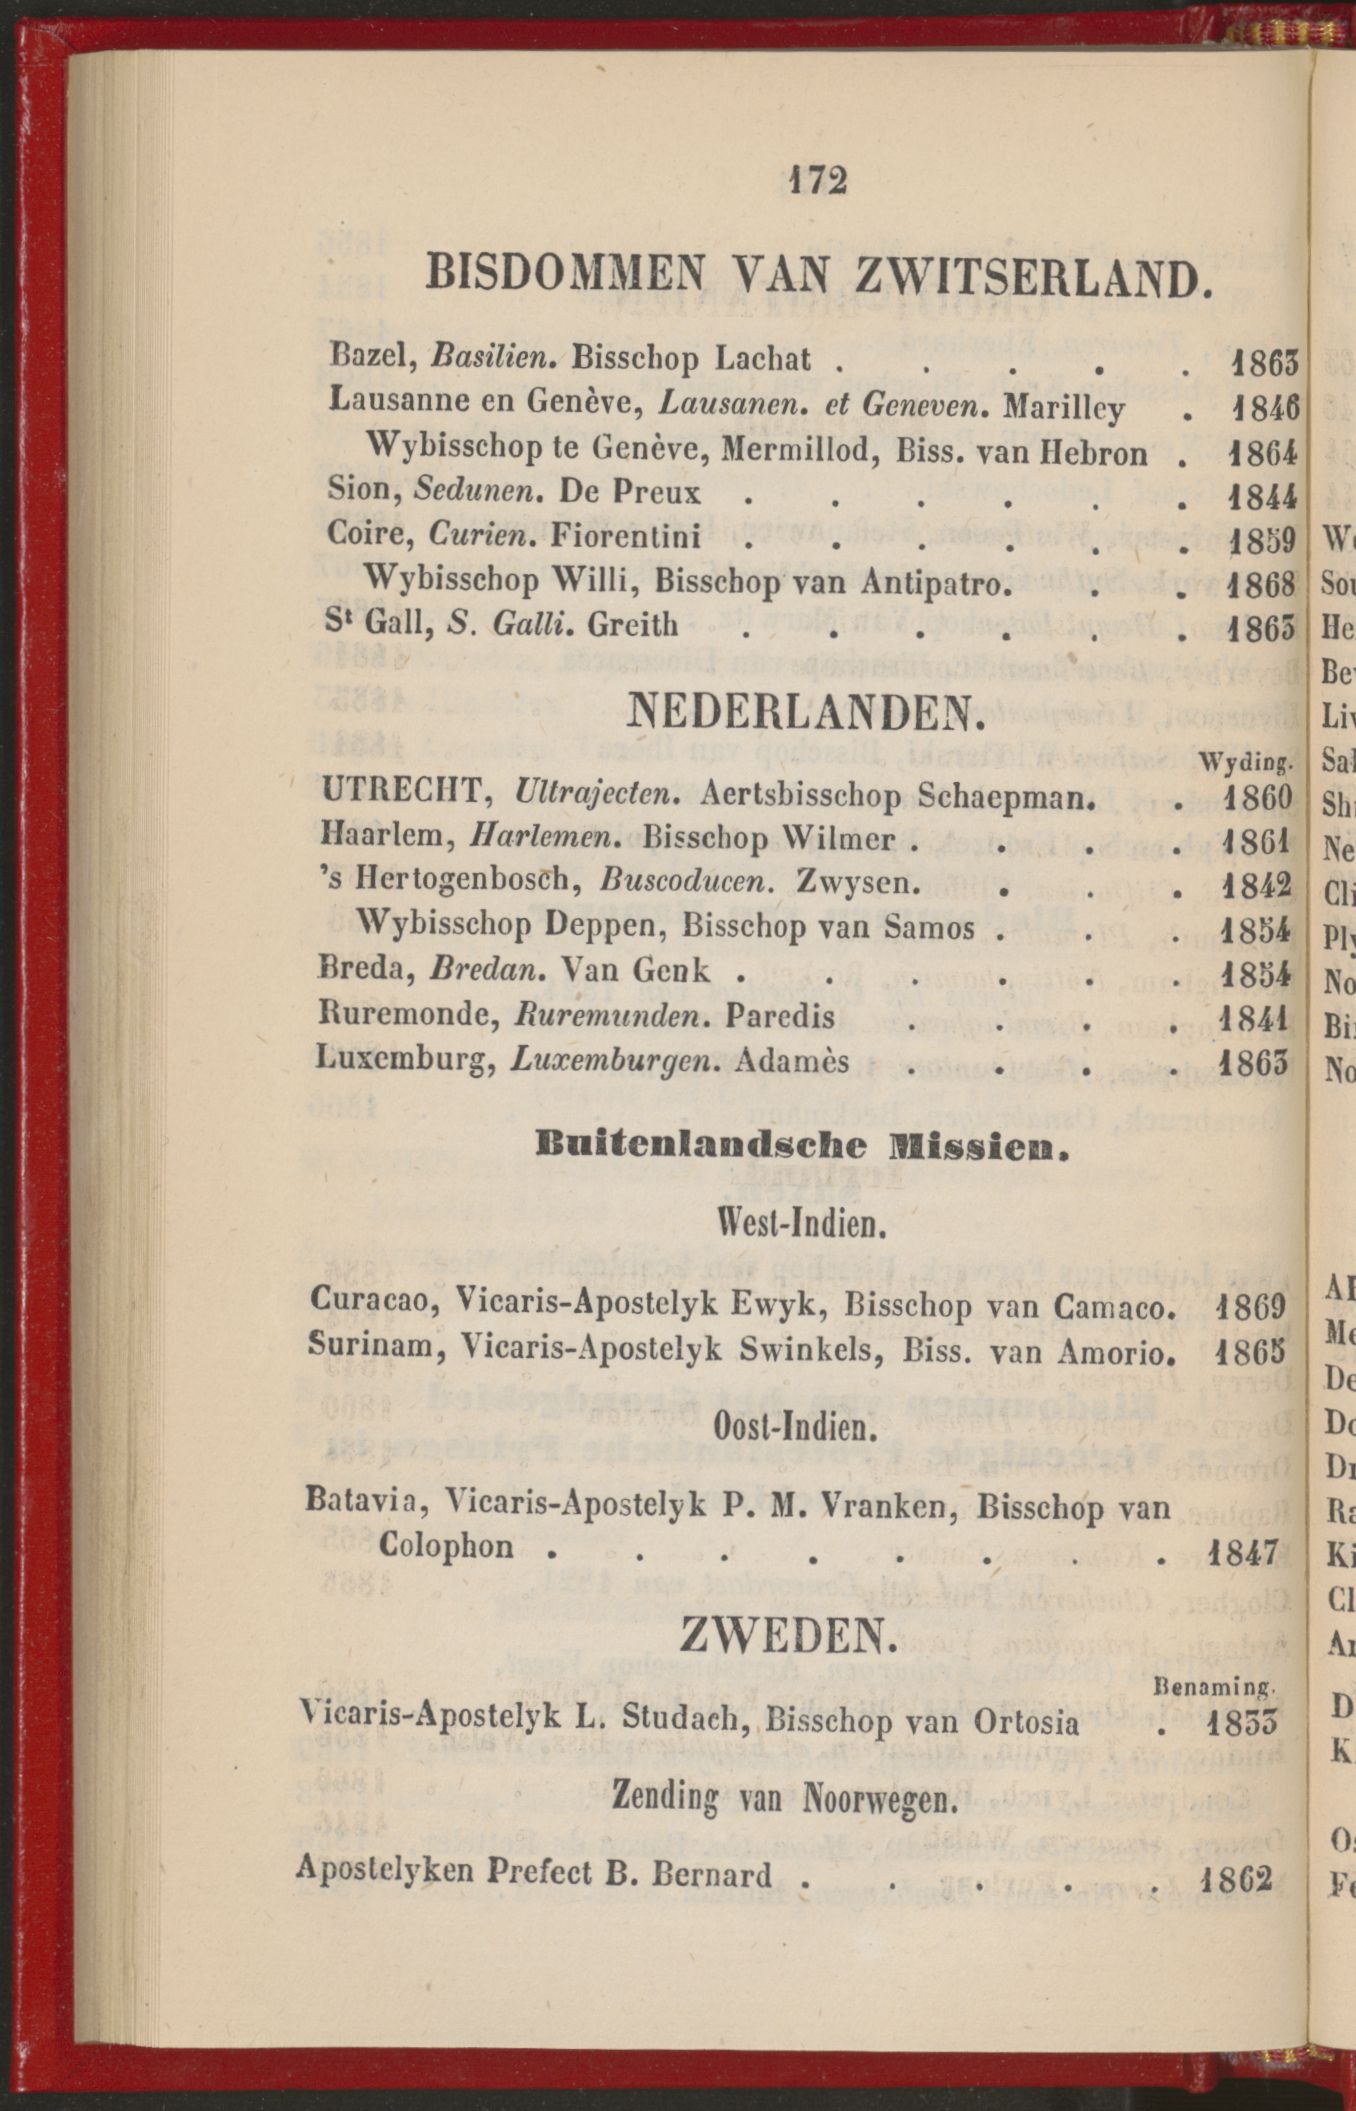 172
BISDOMMEN VAN ZWITSERLAND.
Bazel, Basilien. Bisschop Lachat . . . . . 1863
Lausanne en Genève, Lausanen. et Geneven. Marilley . 1846
Wybisschop te Genève, Mermillod, Biss. van Hebron . 1864
Sion, Sedunen. De Preux . . . . . . 1844
Coire, Curien. Fiorentini . . . . . . 1859
Wybisschop Willi, Bisschop van Antipatro. . . 1868
St Gall, S. Galli. Greith . . . . . . 1863
NEDERLANDEN.
Wyding.
UTRECHT, Ultrajecten. Aertsbisschop Schaepman. . 1860
Haarlem, Harlemen. Bisschop Wilmer . . . . 1861
's Hertogenbosch, Buscoducen. Zwysen. . . . 1842
Wybisschop Deppen, Bisschop van Samos . . . 1854
Breda, Bredan. Van Genk . . . . . . 1854
Ruremonde, Ruremunden. Paredis . . . . 1841
Luxemburg, Luxemburgen. Adamès . . . . 1863
Buitenlandsche Missien.
West-Indien.
Curacao, Vicaris-Apostelyk Ewyk, Bisschop van Camaco. 1869
Surinam, Vicaris-Apostelyk Swinkels, Biss. van Amorio. 1865
Oost-Indien.
Batavia, Vicaris-Apostelyk P. M. Vranken, Bisschop van
Colophon . . . . . . . . 1847
ZWEDEN.
Benaming.
Vicaris-Apostelyk L. Studach, Bisschop van Ortosia . 1833
Zending van Noorwegen.
Apostelyken Prefect B. Bernard . . . . . 1862